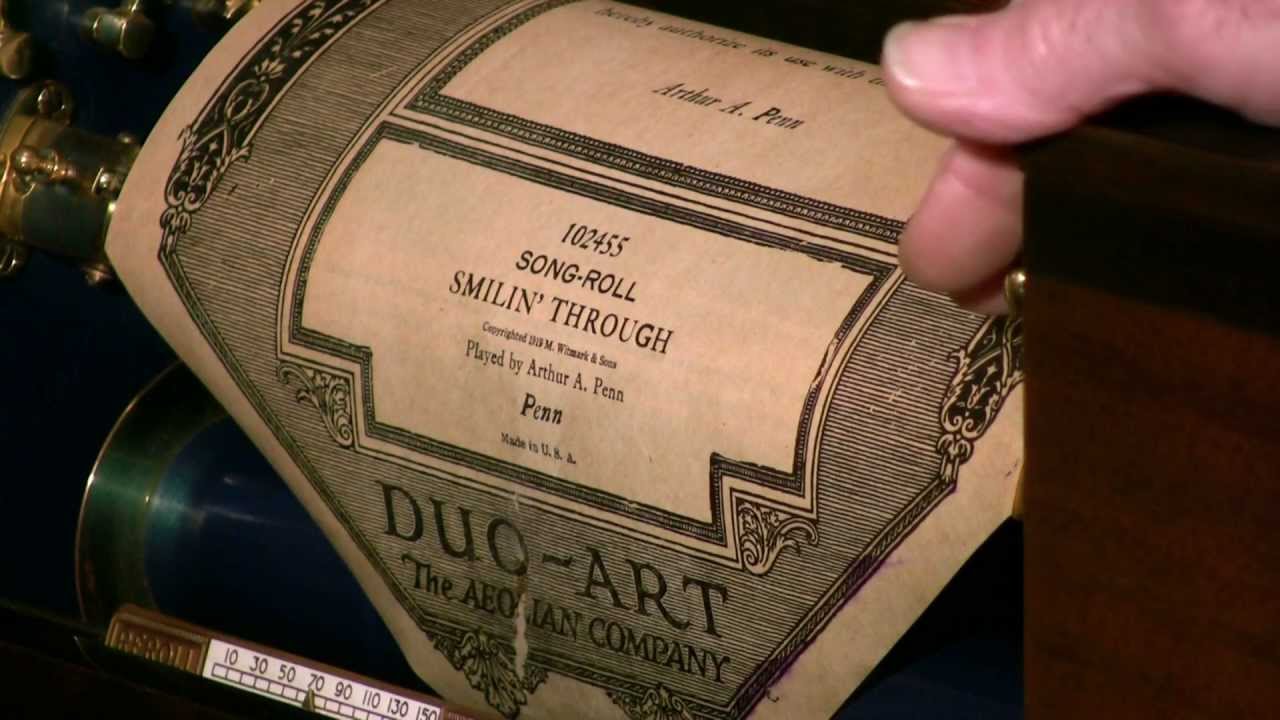 hereby authorize its use with
Arthur A. Penn
102455
SONG-ROLL
SMILIN' THROUGH
Copyrighted 1919 M. Witmark & Sons
Played by Arthur A. Penn
Penn
Made in U. S. A.
DUO-ART
The AEOLIAN COMPANY
REROLL
10 30 50 70 90 110 130 150